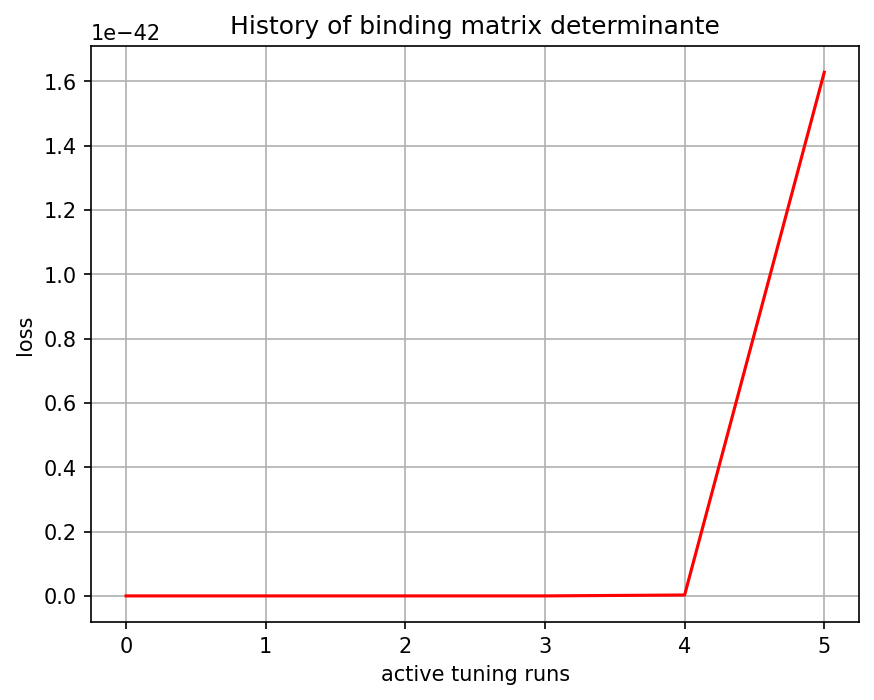 History of binding matrix determinante
1e−42
1.6
1.4
1.2
1.0
0.8
0.6
0.4
0.2
0.0
loss
0 1 2 3 4 5
active tuning runs